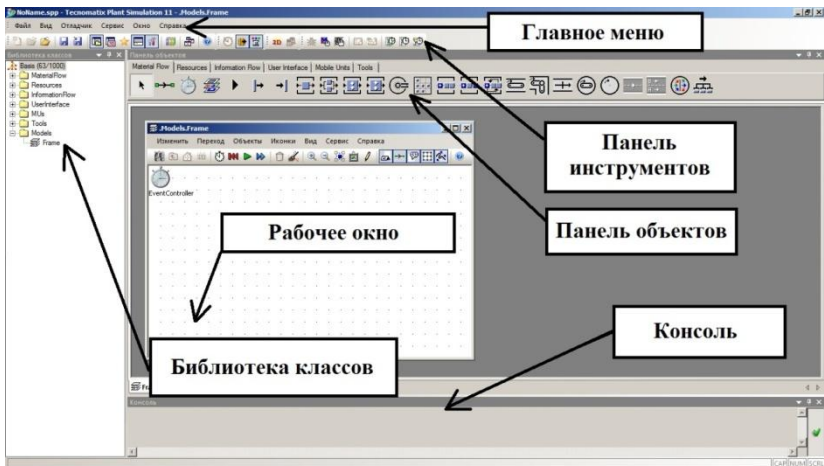 NoName.spp - Tecnomatix Plant Simulation 11 - .Models.Frame
Файл Вид Отладчик Сервис Окно Справка
Главное меню
Библиотека классов
Панель объектов
Basis (63/1000)
MaterialFlow
Resources
InformationFlow
UserInterface
MUs
Tools
Models
Frame
Material Flow Resources Information Flow User Interface Mobile Units Tools
Панель
инструментов
.Models.Frame
Изменить Переход Объекты Иконки Вид Сервис Справка
EventController
Панель объектов
Рабочее окно
Консоль
Библиотека классов
Консоль
CAP NUM SCRL